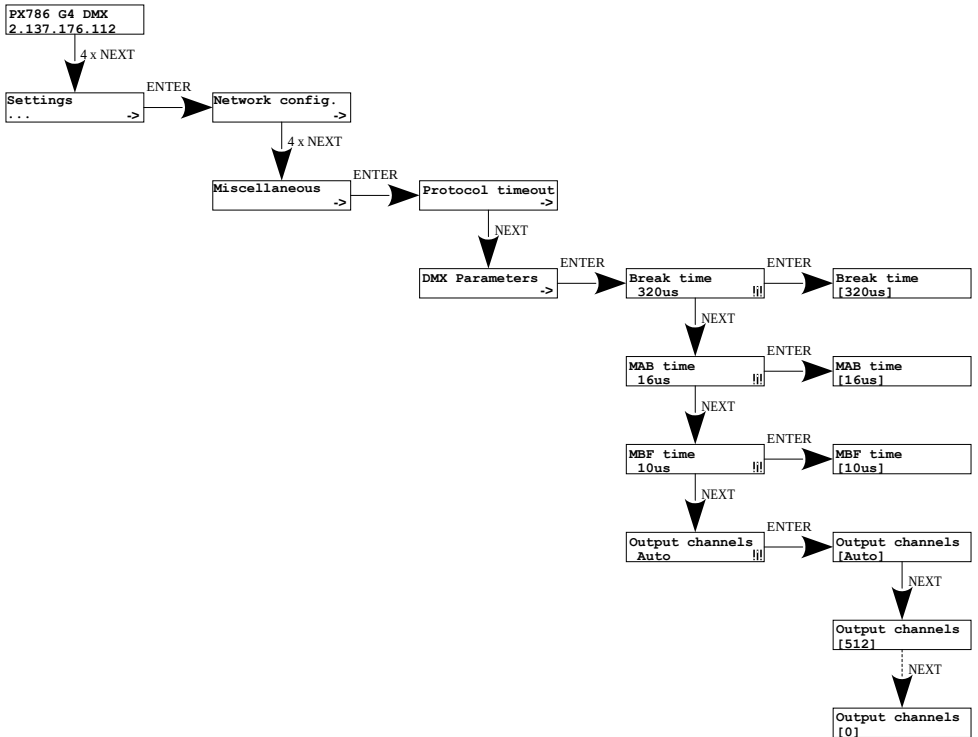 PX786 G4 DMX
2.137.176.112
4 x NEXT
Settings
... ->
ENTER
Network config.
->
4 x NEXT
Miscellaneous
->
ENTER
Protocol timeout
->
NEXT
DMX Parameters
->
ENTER
Break time
320us !i!
ENTER
Break time
[320us]
NEXT
MAB time
16us !i!
ENTER
MAB time
[16us]
NEXT
MBF time
10us !i!
ENTER
MBF time
[10us]
NEXT
Output channels
Auto !i!
ENTER
Output channels
[Auto]
NEXT
Output channels
[512]
NEXT
Output channels
[0]